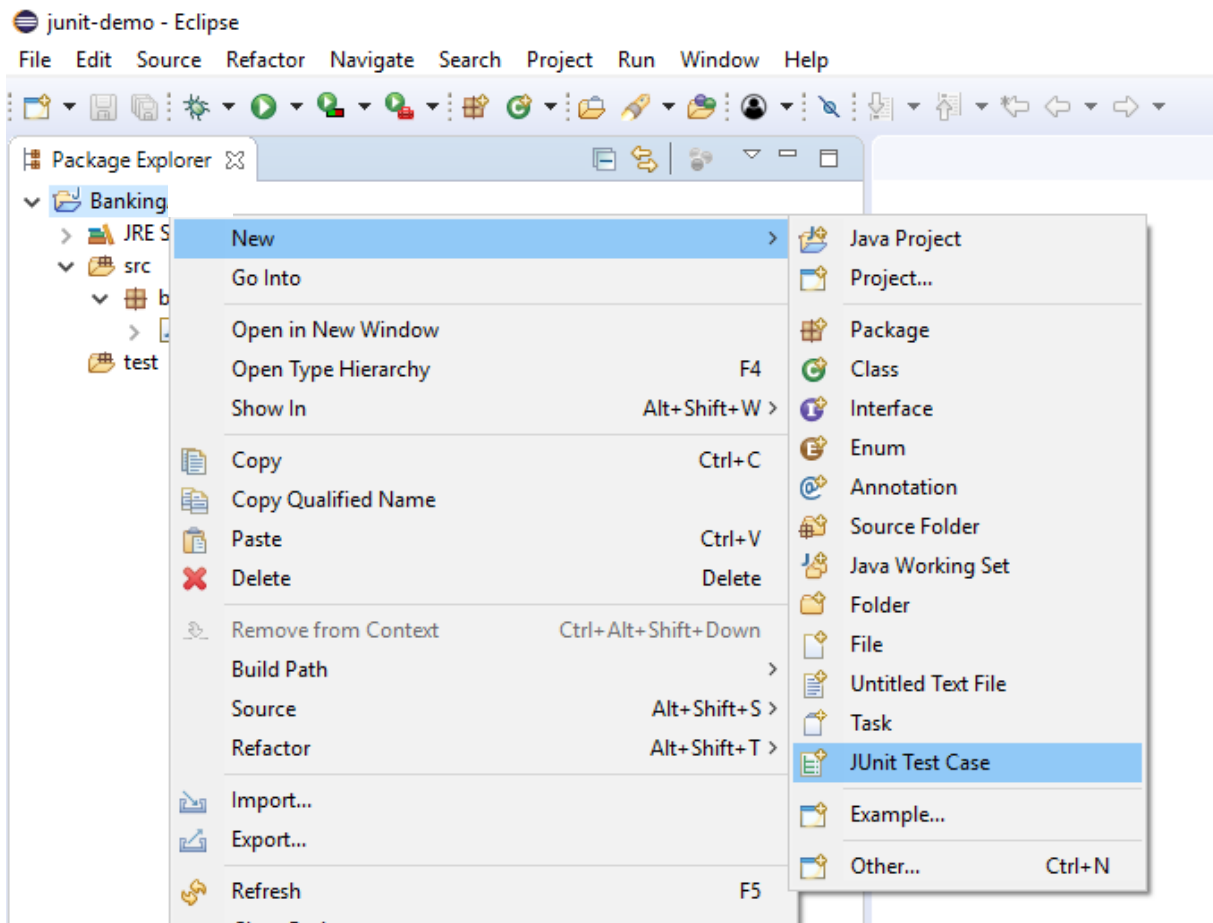 junit-demo - Eclipse
File Edit Source Refactor Navigate Search Project Run Window Help
Package Explorer
Banking
JRE S
src
b
test
New
Go Into
Open in New Window
Open Type Hierarchy F4
Show In Alt+Shift+W >
Copy Ctrl+C
Copy Qualified Name
Paste Ctrl+V
Delete Delete
Remove from Context Ctrl+Alt+Shift+Down
Build Path >
Source Alt+Shift+S >
Refactor Alt+Shift+T >
Import...
Export...
Refresh F5
Java Project
Project...
Package
Class
Interface
Enum
Annotation
Source Folder
Java Working Set
Folder
File
Untitled Text File
Task
JUnit Test Case
Example...
Other... Ctrl+N